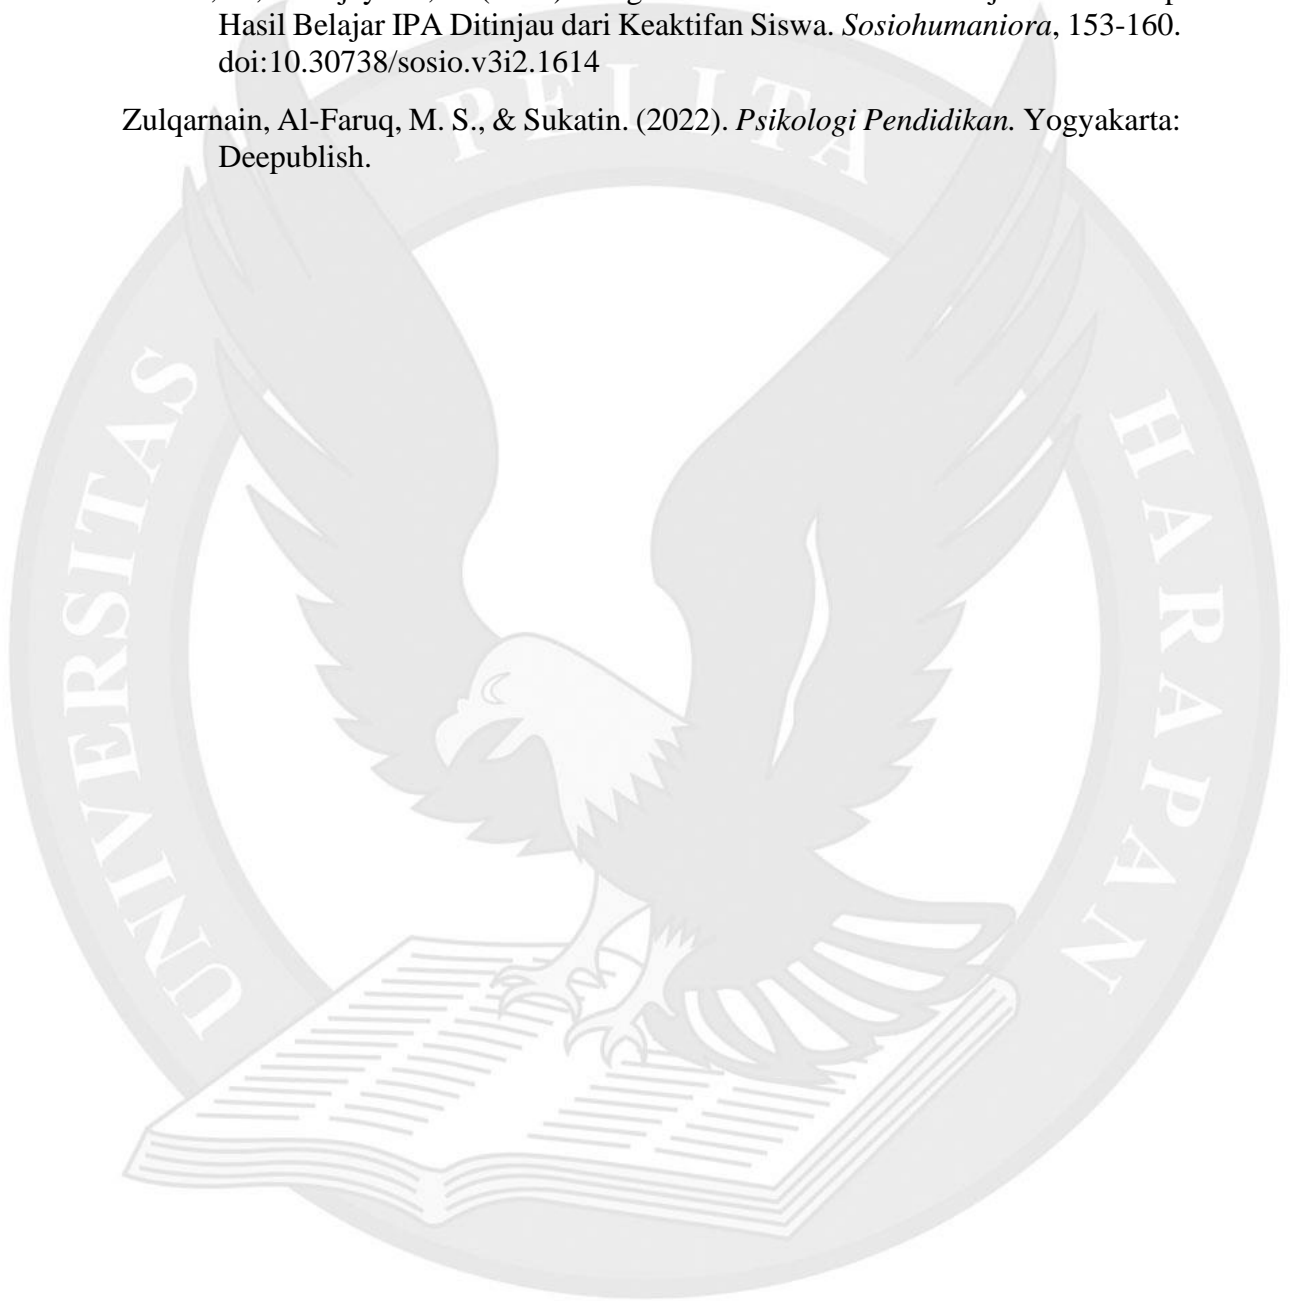 Hasil Belajar IPA Ditinjau dari Keaktifan Siswa. Sosiohumaniora, 153-160.
doi:10.30738/sosio.v3i2.1614
Zulqarnain, Al-Faruq, M. S., & Sukatin. (2022). Psikologi Pendidikan. Yogyakarta:
Deepublish.
UNIVERSITAS PELITA HARAPAN